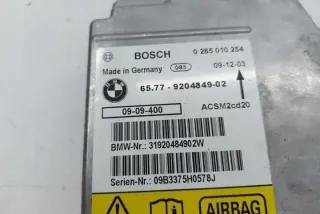 BOSCH 0 285 010 254
Made in Germany 085 09-12-03
65.77 - 9204849-02
09-09-400 ACSM2cd20
BMW-Nr: 31920484902W
Serien-Nr: 09B3375H0578J
AIRBAG